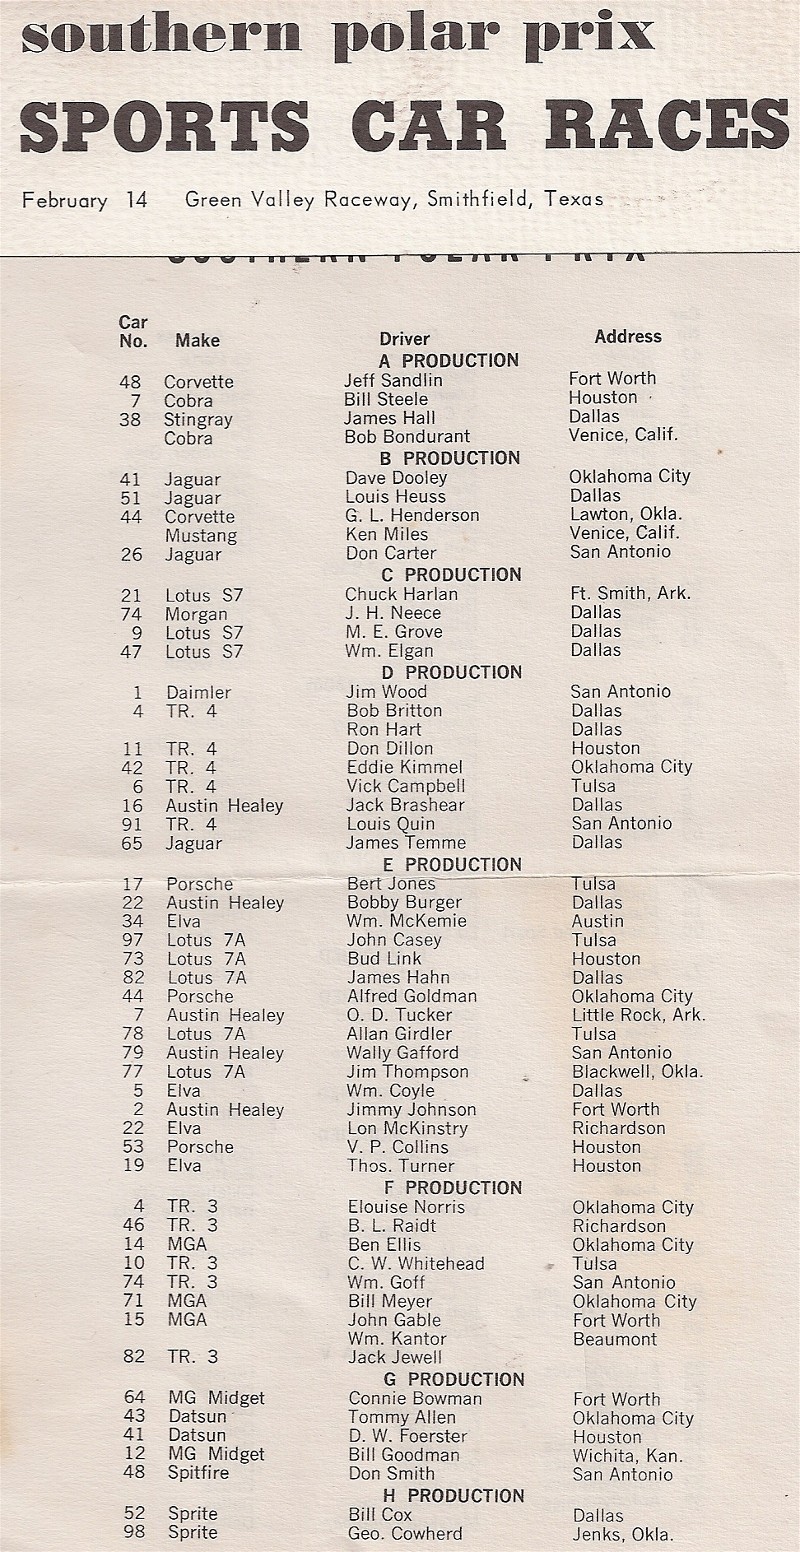 southern polar prix
SPORTS CAR RACES
February 14 Green Valley Raceway, Smithfield, Texas
SOUTHERN POLAR PRIX
Car
No. Make Driver Address
A PRODUCTION
48 Corvette Jeff Sandlin Fort Worth
7 Cobra Bill Steele Houston
38 Stingray James Hall Dallas
Cobra Bob Bondurant Venice, Calif.
B PRODUCTION
41 Jaguar Dave Dooley Oklahoma City
51 Jaguar Louis Heuss Dallas
44 Corvette G. L. Henderson Lawton, Okla.
Mustang Ken Miles Venice, Calif.
26 Jaguar Don Carter San Antonio
C PRODUCTION
21 Lotus S7 Chuck Harlan Ft. Smith, Ark.
74 Morgan J. H. Neece Dallas
9 Lotus S7 M. E. Grove Dallas
47 Lotus S7 Wm. Elgan Dallas
D PRODUCTION
1 Daimler Jim Wood San Antonio
4 TR. 4 Bob Britton Dallas
Ron Hart Dallas
11 TR. 4 Don Dillon Houston
42 TR. 4 Eddie Kimmel Oklahoma City
6 TR. 4 Vick Campbell Tulsa
16 Austin Healey Jack Brashear Dallas
91 TR. 4 Louis Quin San Antonio
65 Jaguar James Temme Dallas
E PRODUCTION
17 Porsche Bert Jones Tulsa
22 Austin Healey Bobby Burger Dallas
34 Elva Wm. McKemie Austin
97 Lotus 7A John Casey Tulsa
73 Lotus 7A Bud Link Houston
82 Lotus 7A James Hahn Dallas
44 Porsche Alfred Goldman Oklahoma City
7 Austin Healey O. D. Tucker Little Rock, Ark.
78 Lotus 7A Allan Girdler Tulsa
79 Austin Healey Wally Gafford San Antonio
77 Lotus 7A Jim Thompson Blackwell, Okla.
5 Elva Wm. Coyle Dallas
2 Austin Healey Jimmy Johnson Fort Worth
22 Elva Lon McKinstry Richardson
53 Porsche V. P. Collins Houston
19 Elva Thos. Turner Houston
F PRODUCTION
4 TR. 3 Elouise Norris Oklahoma City
46 TR. 3 B. L. Raidt Richardson
14 MGA Ben Ellis Oklahoma City
10 TR. 3 C. W. Whitehead Tulsa
74 TR. 3 Wm. Goff San Antonio
71 MGA Bill Meyer Oklahoma City
15 MGA John Gable Fort Worth
Wm. Kantor Beaumont
82 TR. 3 Jack Jewell
G PRODUCTION
64 MG Midget Connie Bowman Fort Worth
43 Datsun Tommy Allen Oklahoma City
41 Datsun D. W. Foerster Houston
12 MG Midget Bill Goodman Wichita, Kan.
48 Spitfire Don Smith San Antonio
H PRODUCTION
52 Sprite Bill Cox Dallas
98 Sprite Geo. Cowherd Jenks, Okla.